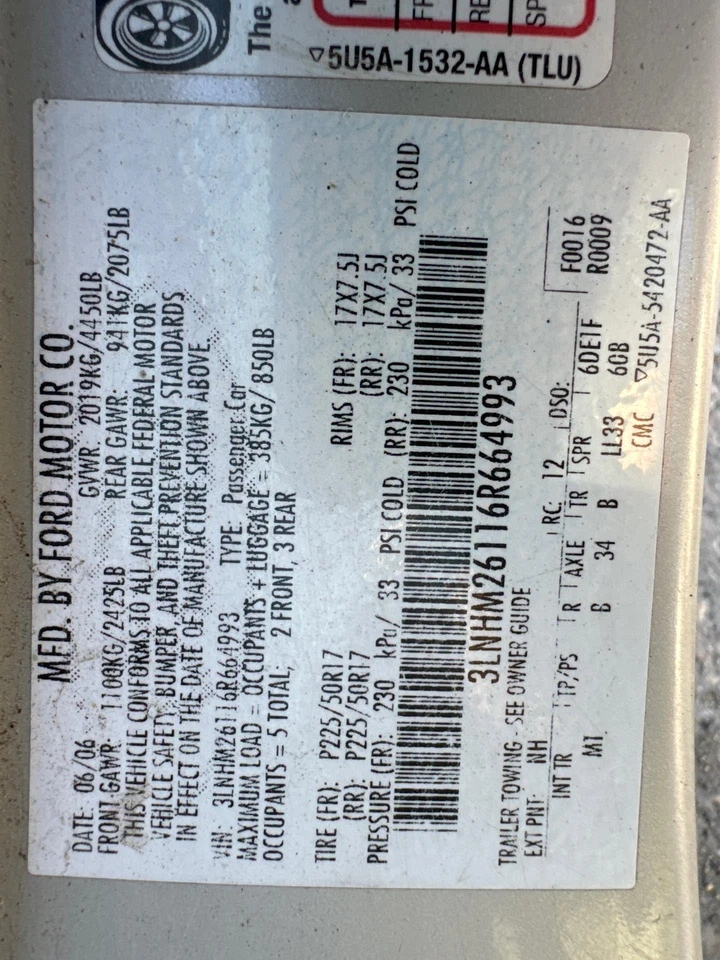 The
FR
RE
SP
▽5U5A-1532-AA (TLU)
MFD. BY FORD MOTOR CO.
DATE: 06/06 GVWR 2019KG/4450LB
FRONT GAWR: 1100KG/2425LB REAR GAWR: 941KG/2075LB
THIS VEHICLE CONFORMS TO ALL APPLICABLE FEDERAL MOTOR
VEHICLE SAFETY, BUMPER, AND THEFT PREVENTION STANDARDS
IN EFFECT ON THE DATE OF MANUFACTURE SHOWN ABOVE.
VIN: 3LNHM26116R664993 TYPE: Passenger Car
MAXIMUM LOAD = OCCUPANTS + LUGGAGE = 385KG/ 850LB
OCCUPANTS = 5 TOTAL, 2 FRONT, 3 REAR
TIRE (FR): P225/50R17 RIMS (FR): 17X7.5J
(RR): P225/50R17 (RR): 17X7.5J
PRESSURE (FR): 230 kPa/ 33 PSI COLD (RR): 230 kPa/ 33 PSI COLD
3LNHM26116R664993
TRAILER TOWING - SEE OWNER GUIDE
EXT PNT: NH RC: 12 DSO: F0016
INT TR TP/PS R AXLE TR SPR 6DE1F R0009
M1 B 34 B LL33 6GB
CMC ▽5U5A-5420472-AA